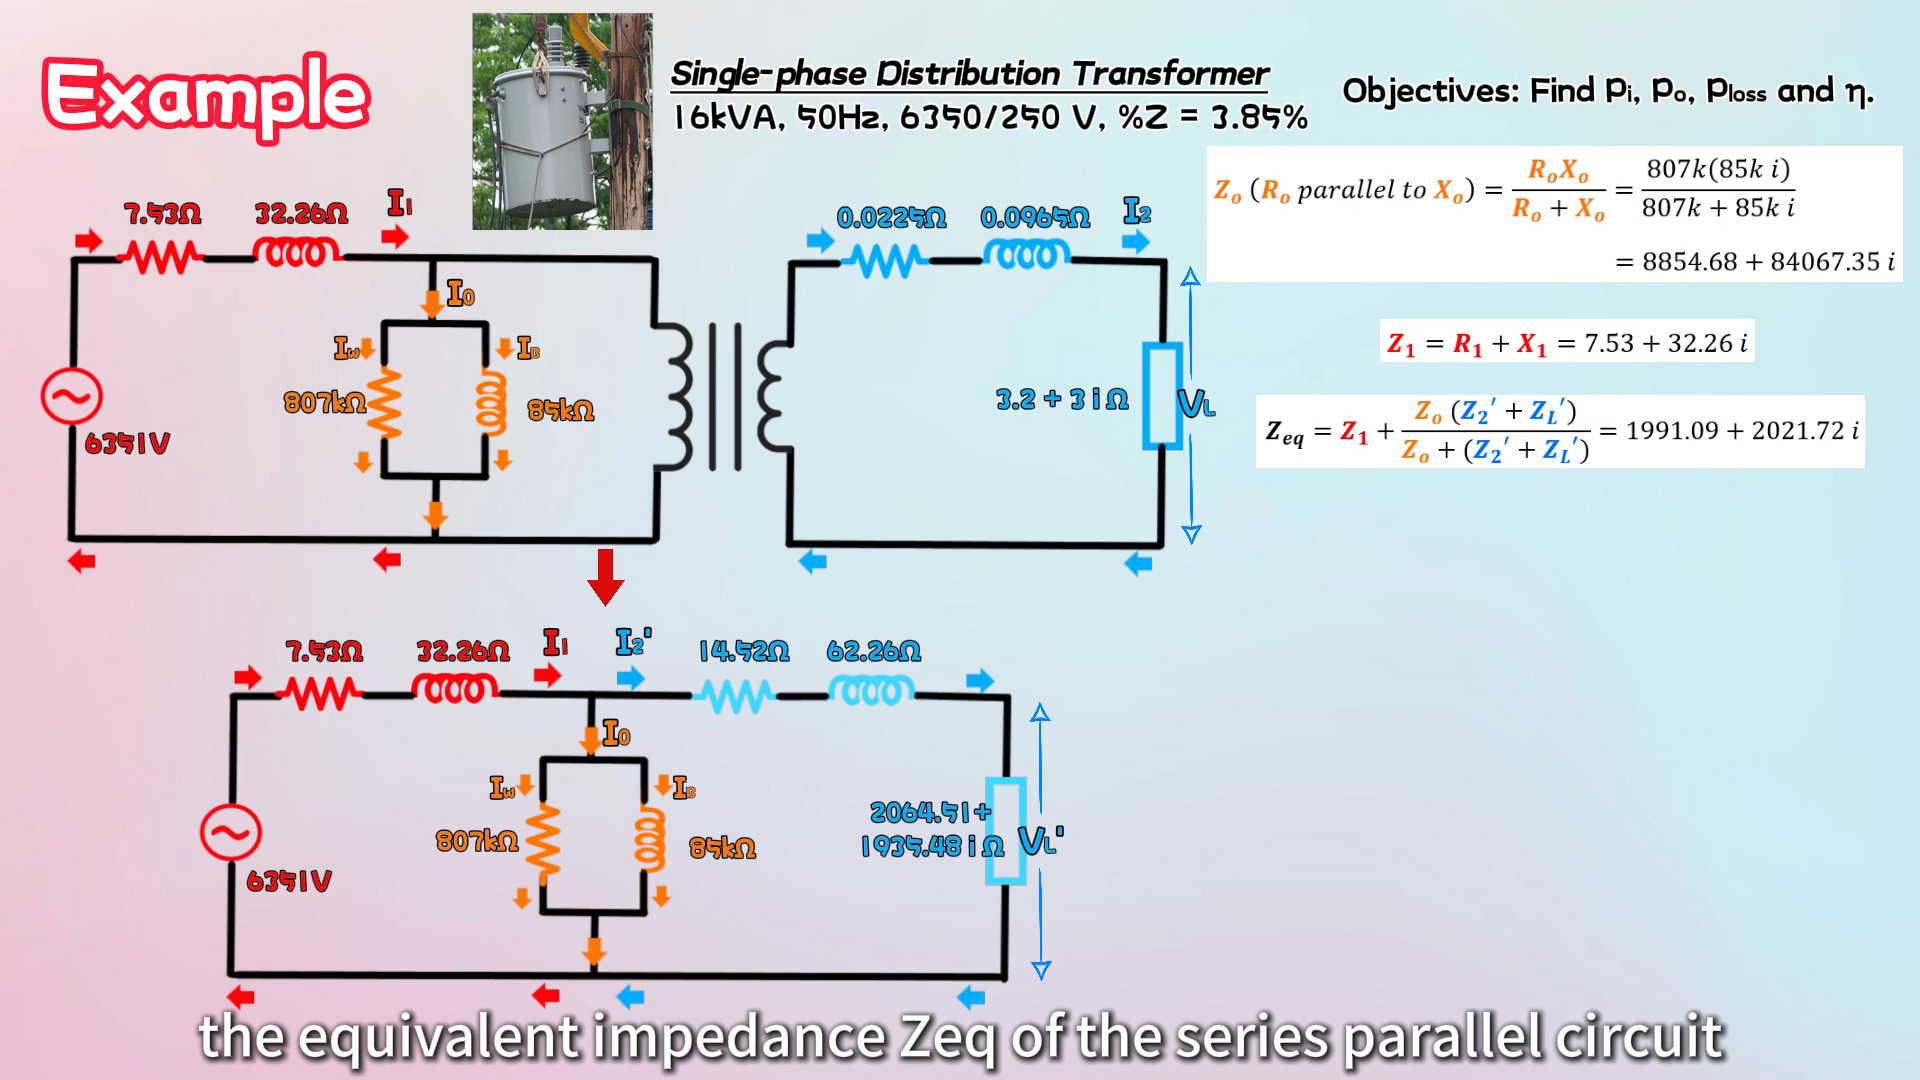 Example
Single-phase Distribution Transformer
16kVA, 50Hz, 6350/250 V, %Z = 3.85%
Objectives: Find Pi, Po, Ploss and η.
Zo (Ro parallel to Xo) = RoXo / Ro + Xo = 807k(85k i) / 807k + 85k i
= 8854.68 + 84067.35 i
Z1 = R1 + X1 = 7.53 + 32.26 i
Zeq = Z1 + Zo (Z2′ + ZL′) / Zo + (Z2′ + ZL′) = 1991.09 + 2021.72 i
7.53Ω 32.26Ω I1
I0
Iw IB
807kΩ 85kΩ
6351V
0.0225Ω 0.0965Ω I2
3.2 + 3 i Ω VL
7.53Ω 32.26Ω I1 I2' 14.52Ω 62.26Ω
I0
Iw IB
807kΩ 85kΩ
6351V
2064.51+
1935.48 i Ω VL'
the equivalent impedance Zeq of the series parallel circuit